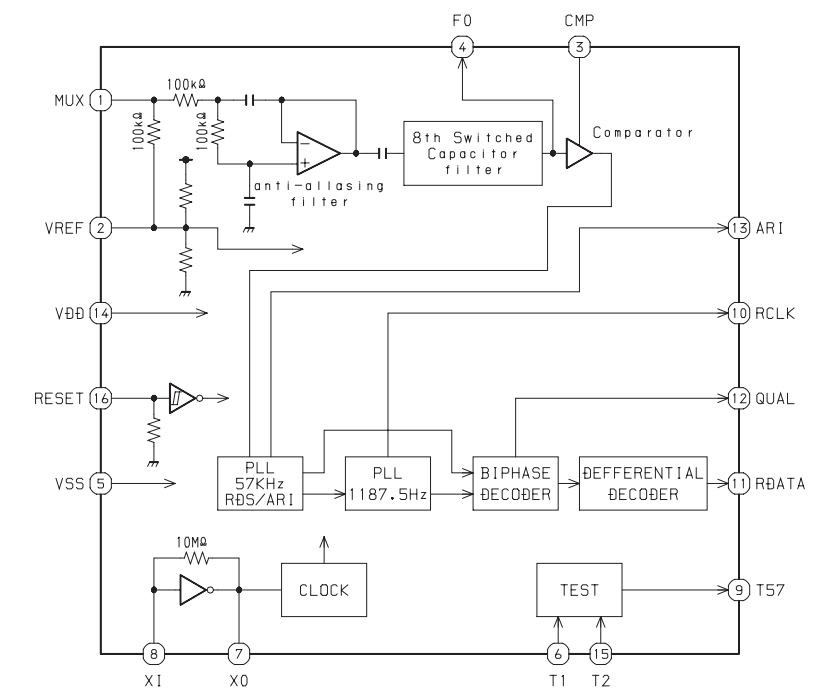 FO CMP
4 3
MUX 1
100kΩ
100kΩ
100kΩ
8th Switched
Capacitor
filter
Comparator
anti-allasing
filter
VREF 2
13 ARI
VDD 14
10 RCLK
RESET 16
12 QUAL
VSS 5
PLL
57KHz
RDS/ARI
PLL
1187.5Hz
BIPHASE
DECODER
DEFFERENTIAL
DECODER
11 RDATA
10MΩ
CLOCK
TEST
9 T57
8 7 6 15
XI XO T1 T2